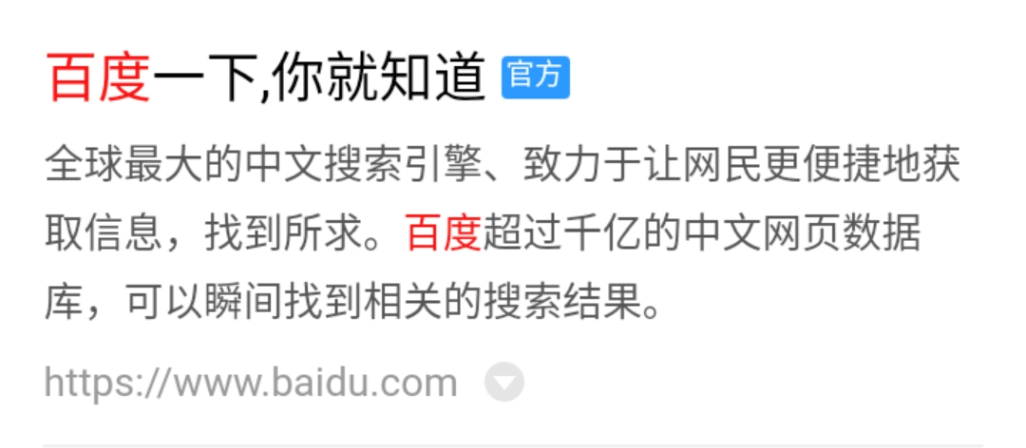 百度一下,你就知道 官方
全球最大的中文搜索引擎、致力于让网民更便捷地获
取信息，找到所求。百度超过千亿的中文网页数据
库，可以瞬间找到相关的搜索结果。
https://www.baidu.com